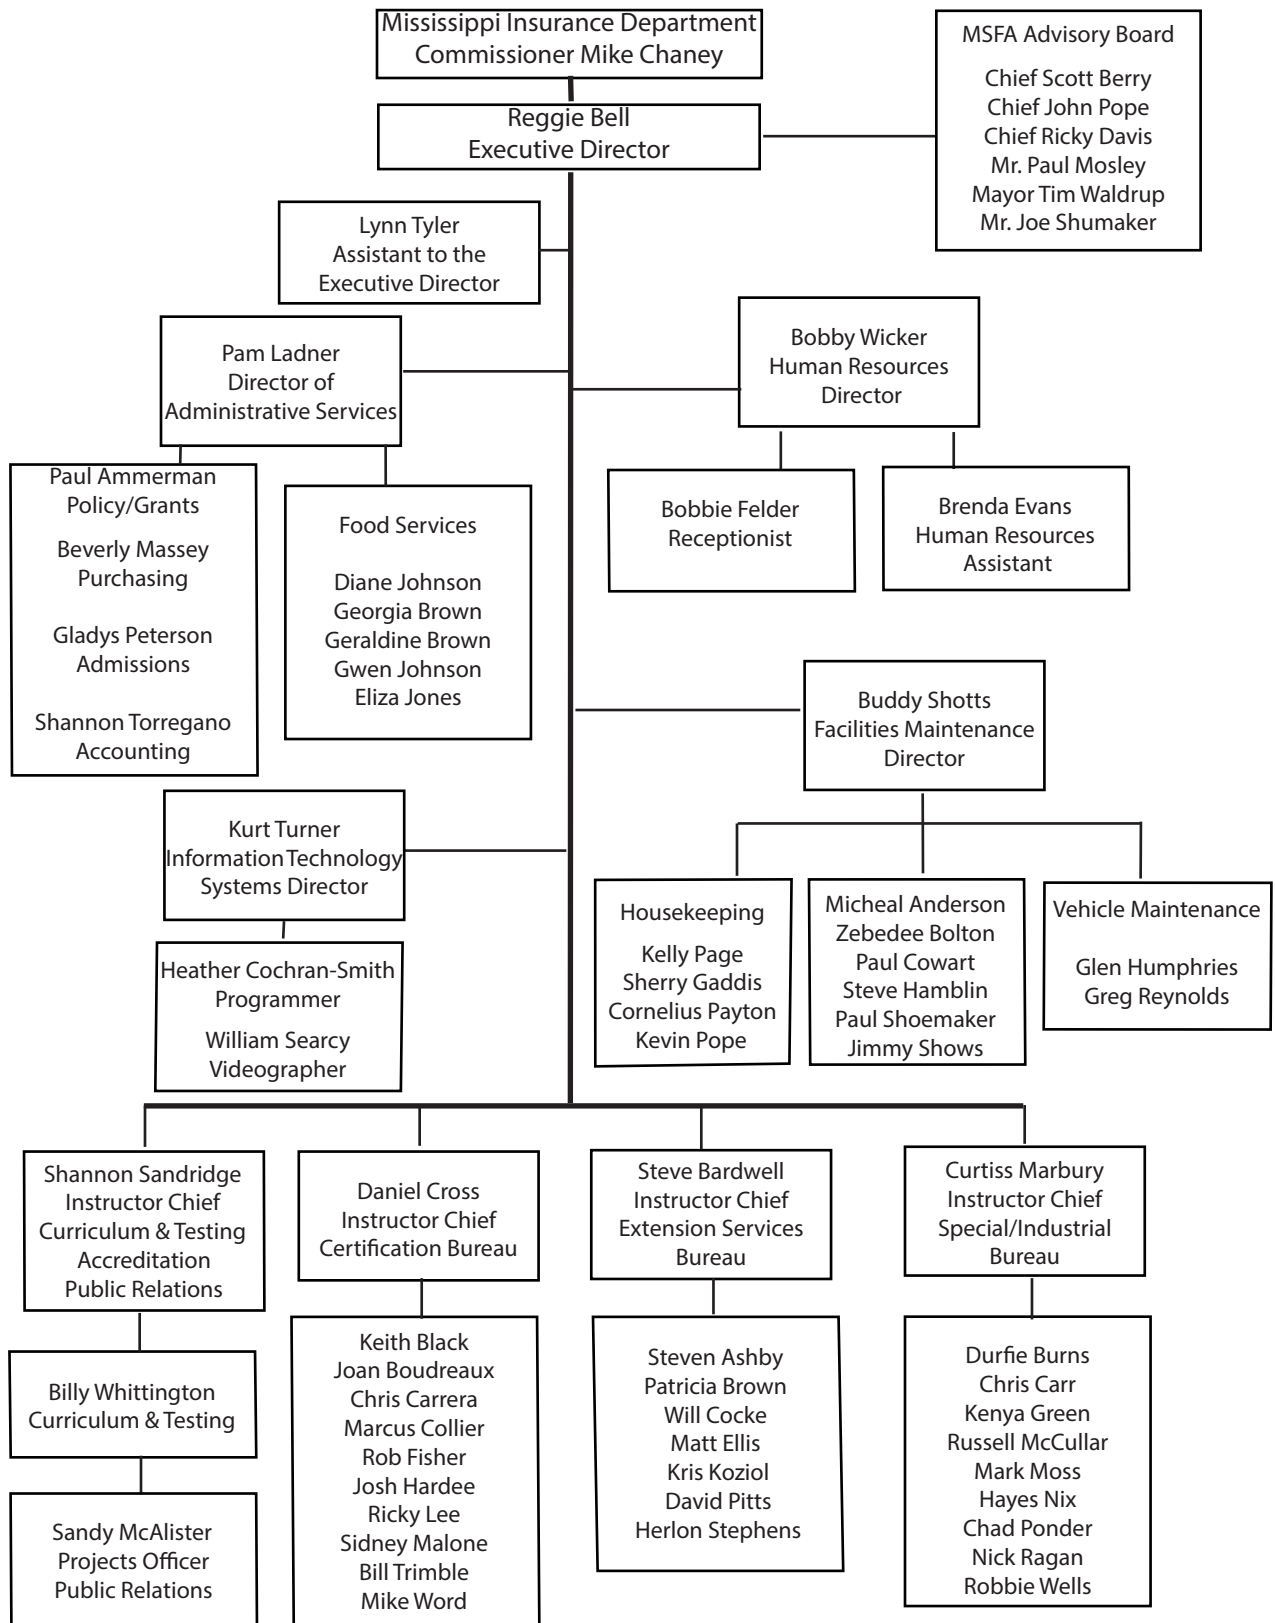 Mississippi Insurance Department
Commissioner Mike Chaney
MSFA Advisory Board
Chief Scott Berry
Chief John Pope
Chief Ricky Davis
Mr. Paul Mosley
Mayor Tim Waldrup
Mr. Joe Shumaker
Reggie Bell
Executive Director
Lynn Tyler
Assistant to the
Executive Director
Pam Ladner
Director of
Administrative Services
Bobby Wicker
Human Resources
Director
Paul Ammerman
Policy/Grants
Beverly Massey
Purchasing
Gladys Peterson
Admissions
Shannon Torregano
Accounting
Food Services
Diane Johnson
Georgia Brown
Geraldine Brown
Gwen Johnson
Eliza Jones
Bobbie Felder
Receptionist
Brenda Evans
Human Resources
Assistant
Buddy Shotts
Facilities Maintenance
Director
Kurt Turner
Information Technology
Systems Director
Heather Cochran-Smith
Programmer
William Searcy
Videographer
Housekeeping
Kelly Page
Sherry Gaddis
Cornelius Payton
Kevin Pope
Micheal Anderson
Zebedee Bolton
Paul Cowart
Steve Hamblin
Paul Shoemaker
Jimmy Shows
Vehicle Maintenance
Glen Humphries
Greg Reynolds
Shannon Sandridge
Instructor Chief
Curriculum & Testing
Accreditation
Public Relations
Daniel Cross
Instructor Chief
Certification Bureau
Steve Bardwell
Instructor Chief
Extension Services
Bureau
Curtiss Marbury
Instructor Chief
Special/Industrial
Bureau
Billy Whittington
Curriculum & Testing
Sandy McAlister
Projects Officer
Public Relations
Keith Black
Joan Boudreaux
Chris Carrera
Marcus Collier
Rob Fisher
Josh Hardee
Ricky Lee
Sidney Malone
Bill Trimble
Mike Word
Steven Ashby
Patricia Brown
Will Cocke
Matt Ellis
Kris Koziol
David Pitts
Herlon Stephens
Durfie Burns
Chris Carr
Kenya Green
Russell McCullar
Mark Moss
Hayes Nix
Chad Ponder
Nick Ragan
Robbie Wells